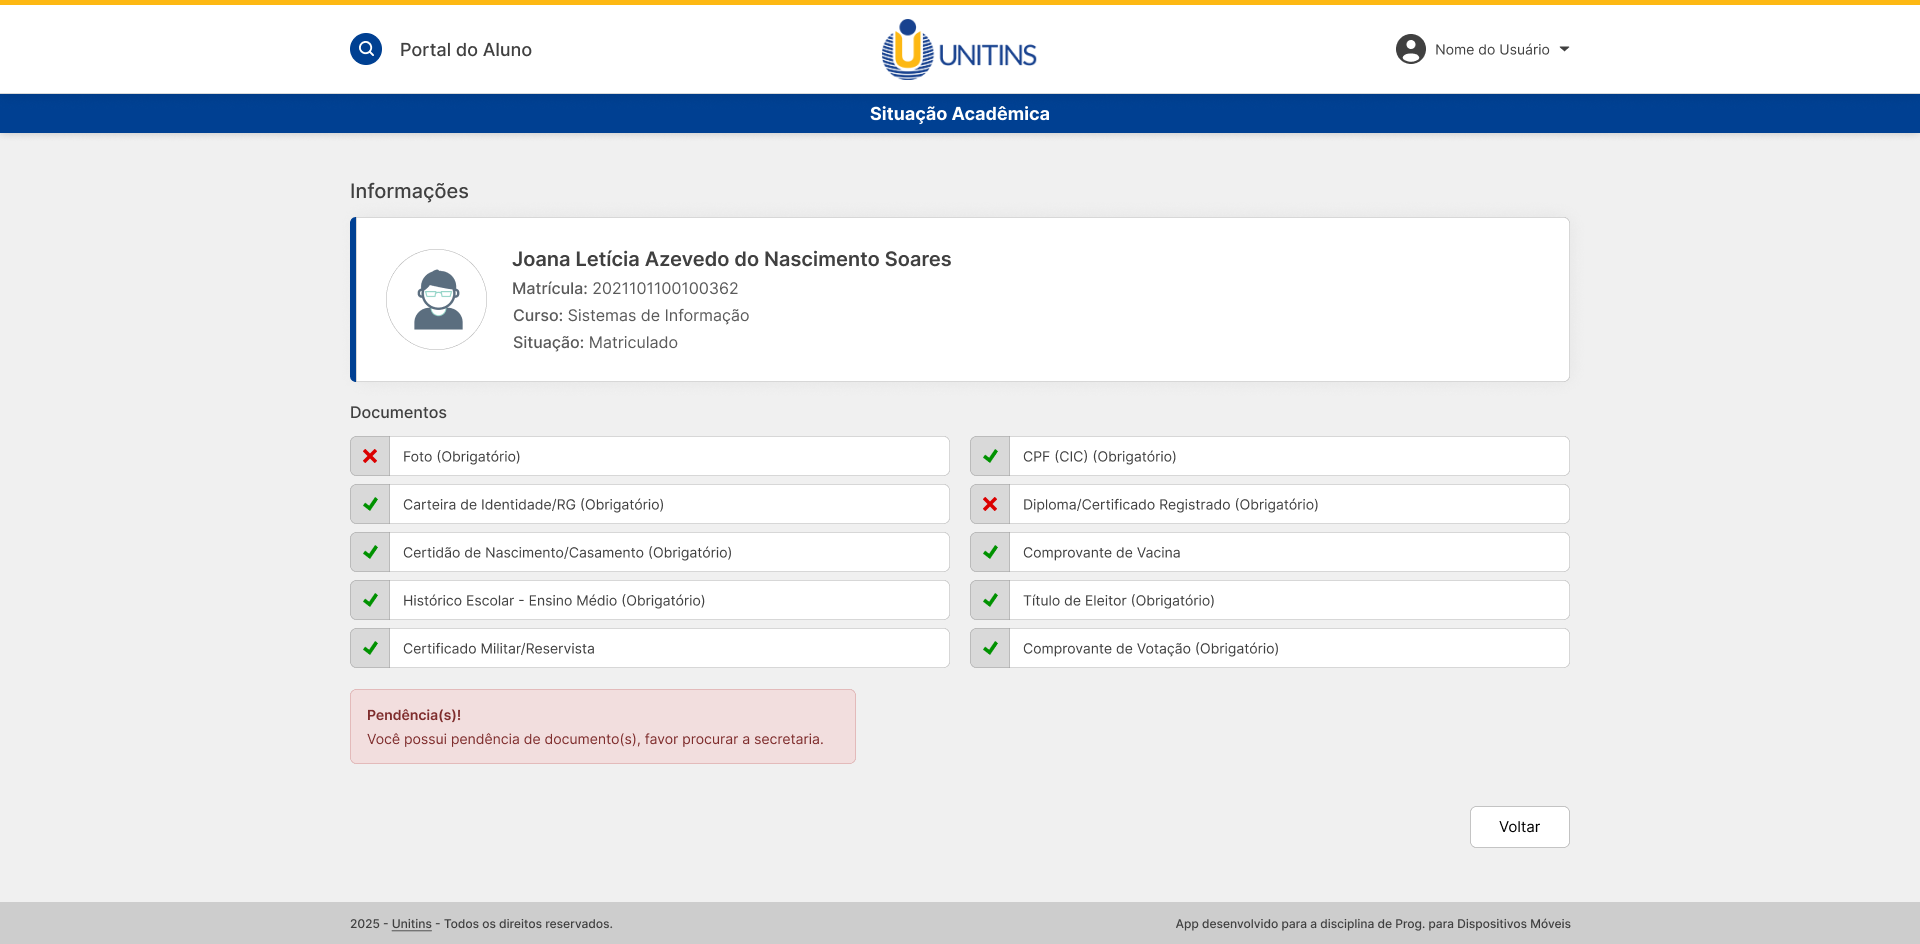 Portal do Aluno
UNITINS
Nome do Usuário
Situação Acadêmica
Informações
Joana Letícia Azevedo do Nascimento Soares
Matrícula: 2021101100100362
Curso: Sistemas de Informação
Situação: Matriculado
Documentos
Foto (Obrigatório)
CPF (CIC) (Obrigatório)
Carteira de Identidade/RG (Obrigatório)
Diploma/Certificado Registrado (Obrigatório)
Certidão de Nascimento/Casamento (Obrigatório)
Comprovante de Vacina
Histórico Escolar - Ensino Médio (Obrigatório)
Título de Eleitor (Obrigatório)
Certificado Militar/Reservista
Comprovante de Votação (Obrigatório)
Pendência(s)!
Você possui pendência de documento(s), favor procurar a secretaria.
Voltar
2025 - Unitins - Todos os direitos reservados.
App desenvolvido para a disciplina de Prog. para Dispositivos Móveis